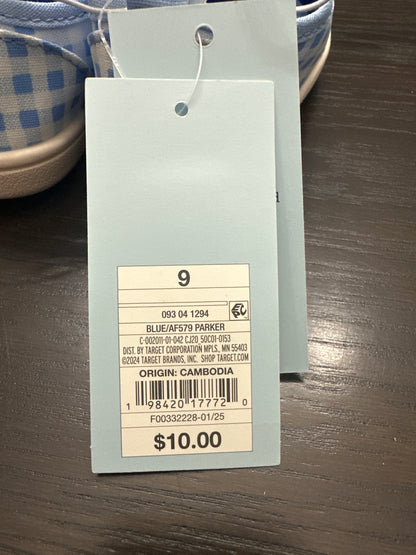 9
093 04 1294
BLUE/AF579 PARKER
C-002011-01-042 CJ20_50C01-0153
DIST. BY TARGET CORPORATION MPLS., MN 55403
©2024 TARGET BRANDS, INC. SHOP TARGET.COM
ORIGIN: CAMBODIA
1 98420 17772 0
F00332228-01/25
$10.00